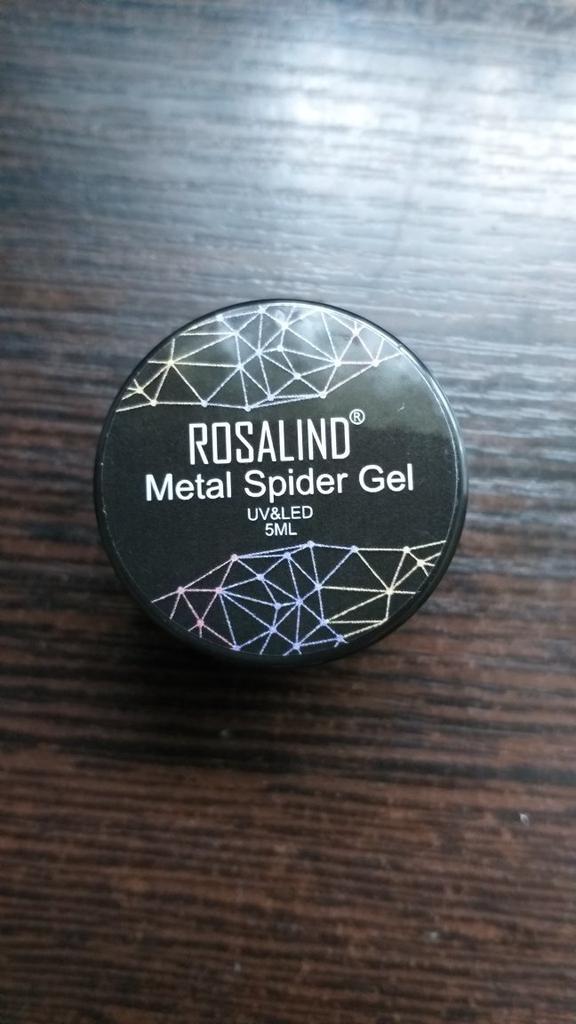 ROSALIND®
Metal Spider Gel
UV&LED
5ML